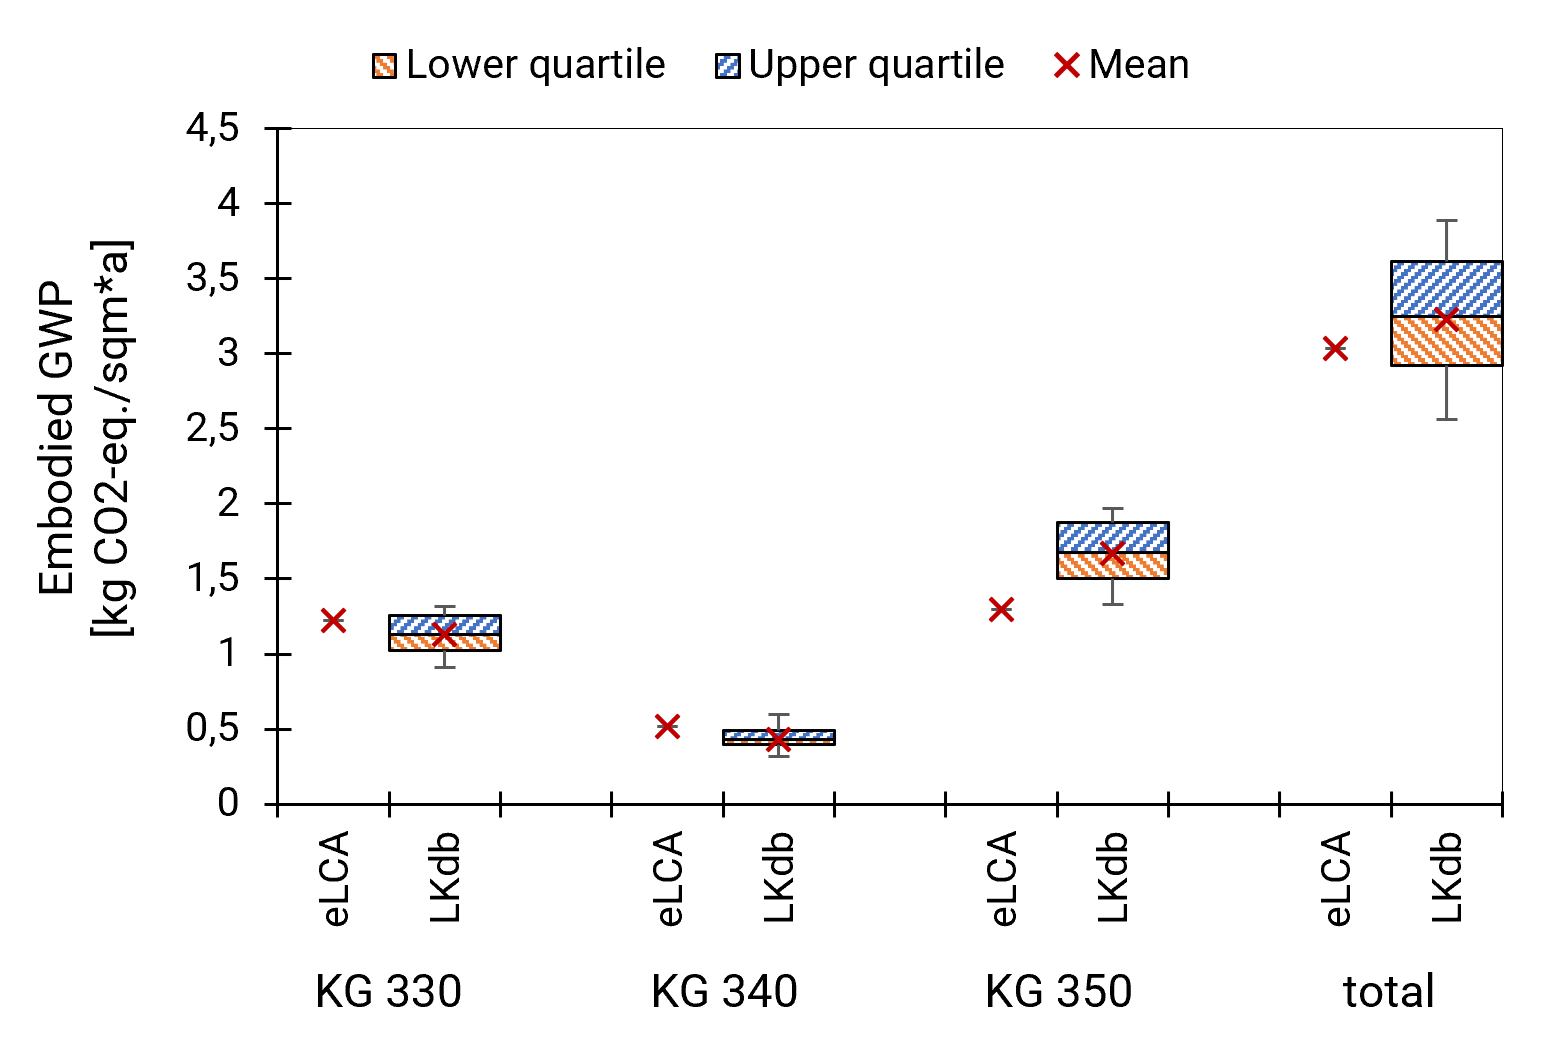 Lower quartile Upper quartile Mean
4,5
4
3,5
3
2,5
2
1,5
1
0,5
0
Embodied GWP
[kg CO2-eq./sqm*a]
eLCA LKdb eLCA LKdb eLCA LKdb eLCA LKdb
KG 330 KG 340 KG 350 total